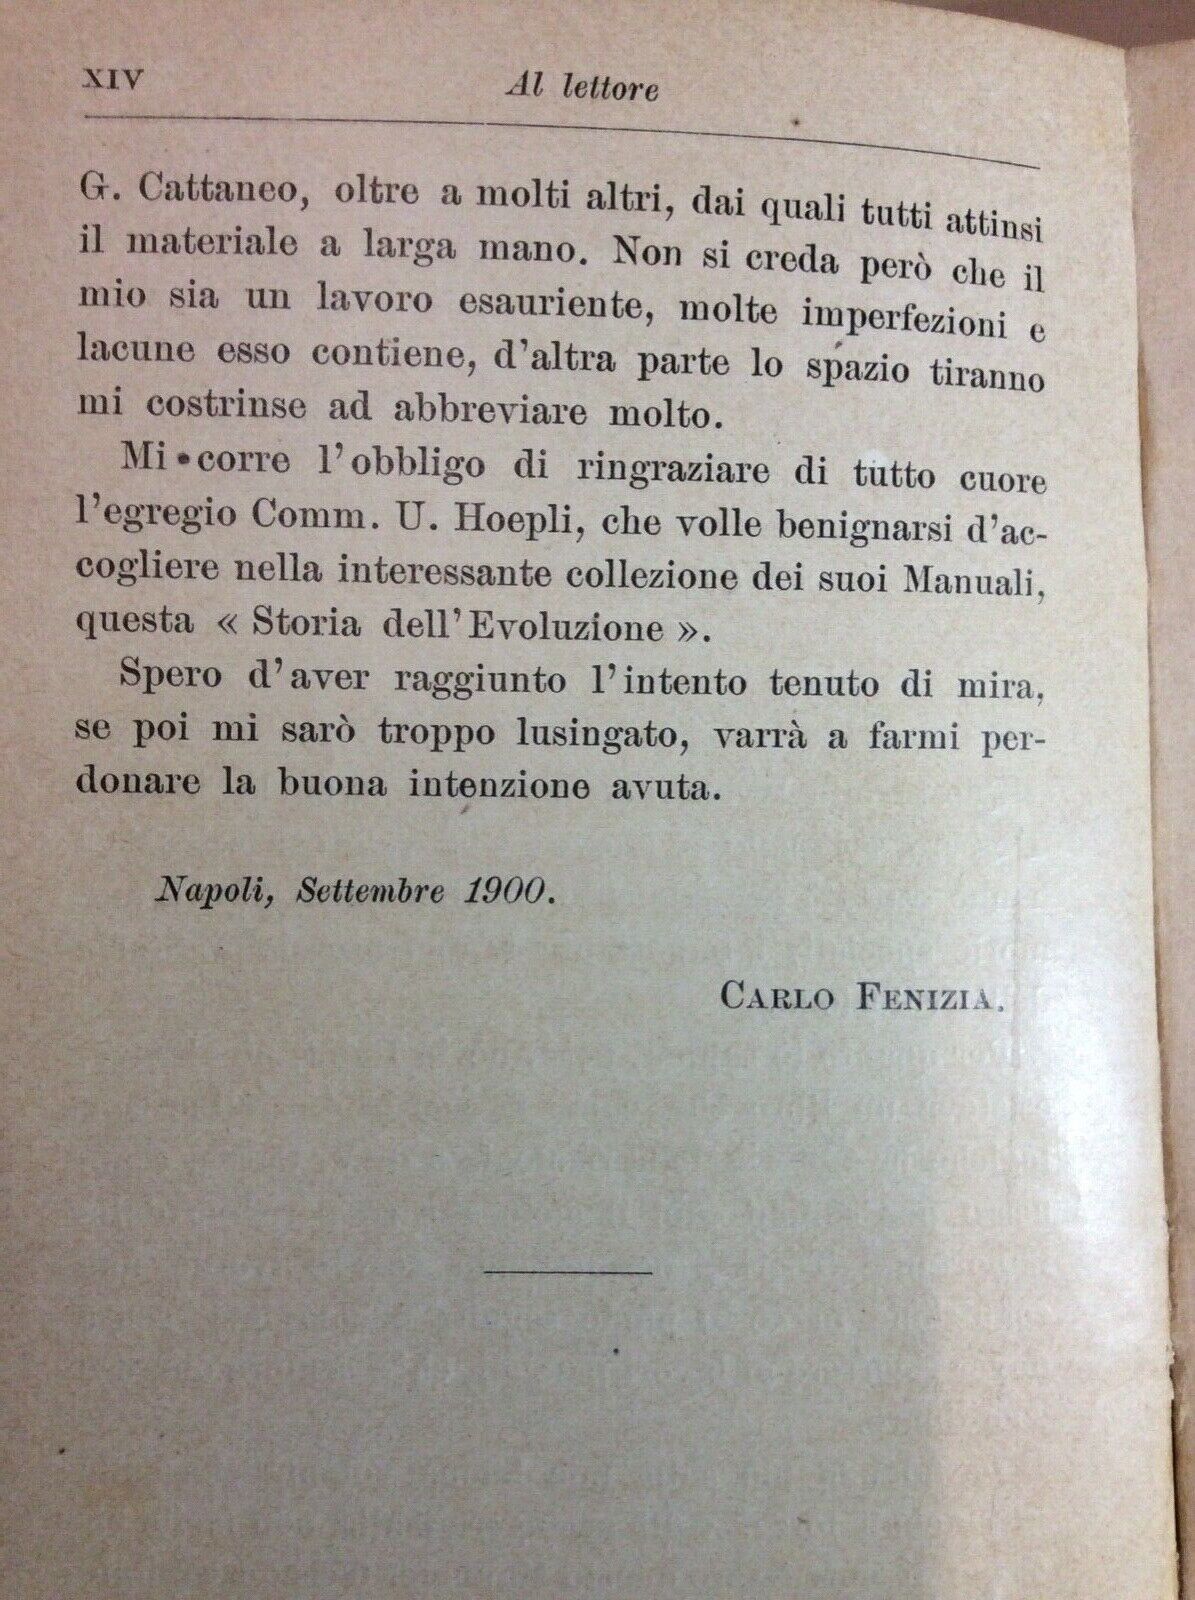 XIV Al lettore
G. Cattaneo, oltre a molti altri, dai quali tutti attinsi
il materiale a larga mano. Non si creda però che il
mio sia un lavoro esauriente, molte imperfezioni e
lacune esso contiene, d'altra parte lo spazio tiranno
mi costrinse ad abbreviare molto.
Mi corre l'obbligo di ringraziare di tutto cuore
l'egregio Comm. U. Hoepli, che volle benignarsi d'ac-
cogliere nella interessante collezione dei suoi Manuali,
questa « Storia dell'Evoluzione ».
Spero d'aver raggiunto l'intento tenuto di mira,
se poi mi sarò troppo lusingato, varrà a farmi per-
donare la buona intenzione avuta.
Napoli, Settembre 1900.
CARLO FENIZIA.